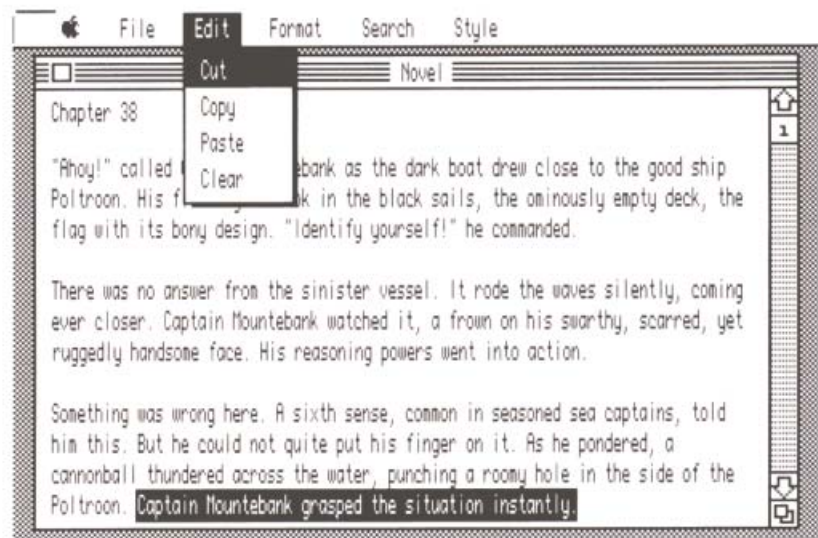 File Edit Format Search Style
Cut
Copy
Paste
Clear
Novel
Chapter 38
"Ahoy!" called ebank as the dark boat drew close to the good ship
Poltroon. His f k in the black sails, the ominously empty deck, the
flag with its bony design. "Identify yourself!" he commanded.
There was no answer from the sinister vessel. It rode the waves silently, coming
ever closer. Captain Mountebank watched it, a frown on his swarthy, scarred, yet
ruggedly handsome face. His reasoning powers went into action.
Something was wrong here. A sixth sense, common in seasoned sea captains, told
him this. But he could not quite put his finger on it. As he pondered, a
cannonball thundered across the water, punching a roomy hole in the side of the
Poltroon. Captain Mountebank grasped the situation instantly.
1